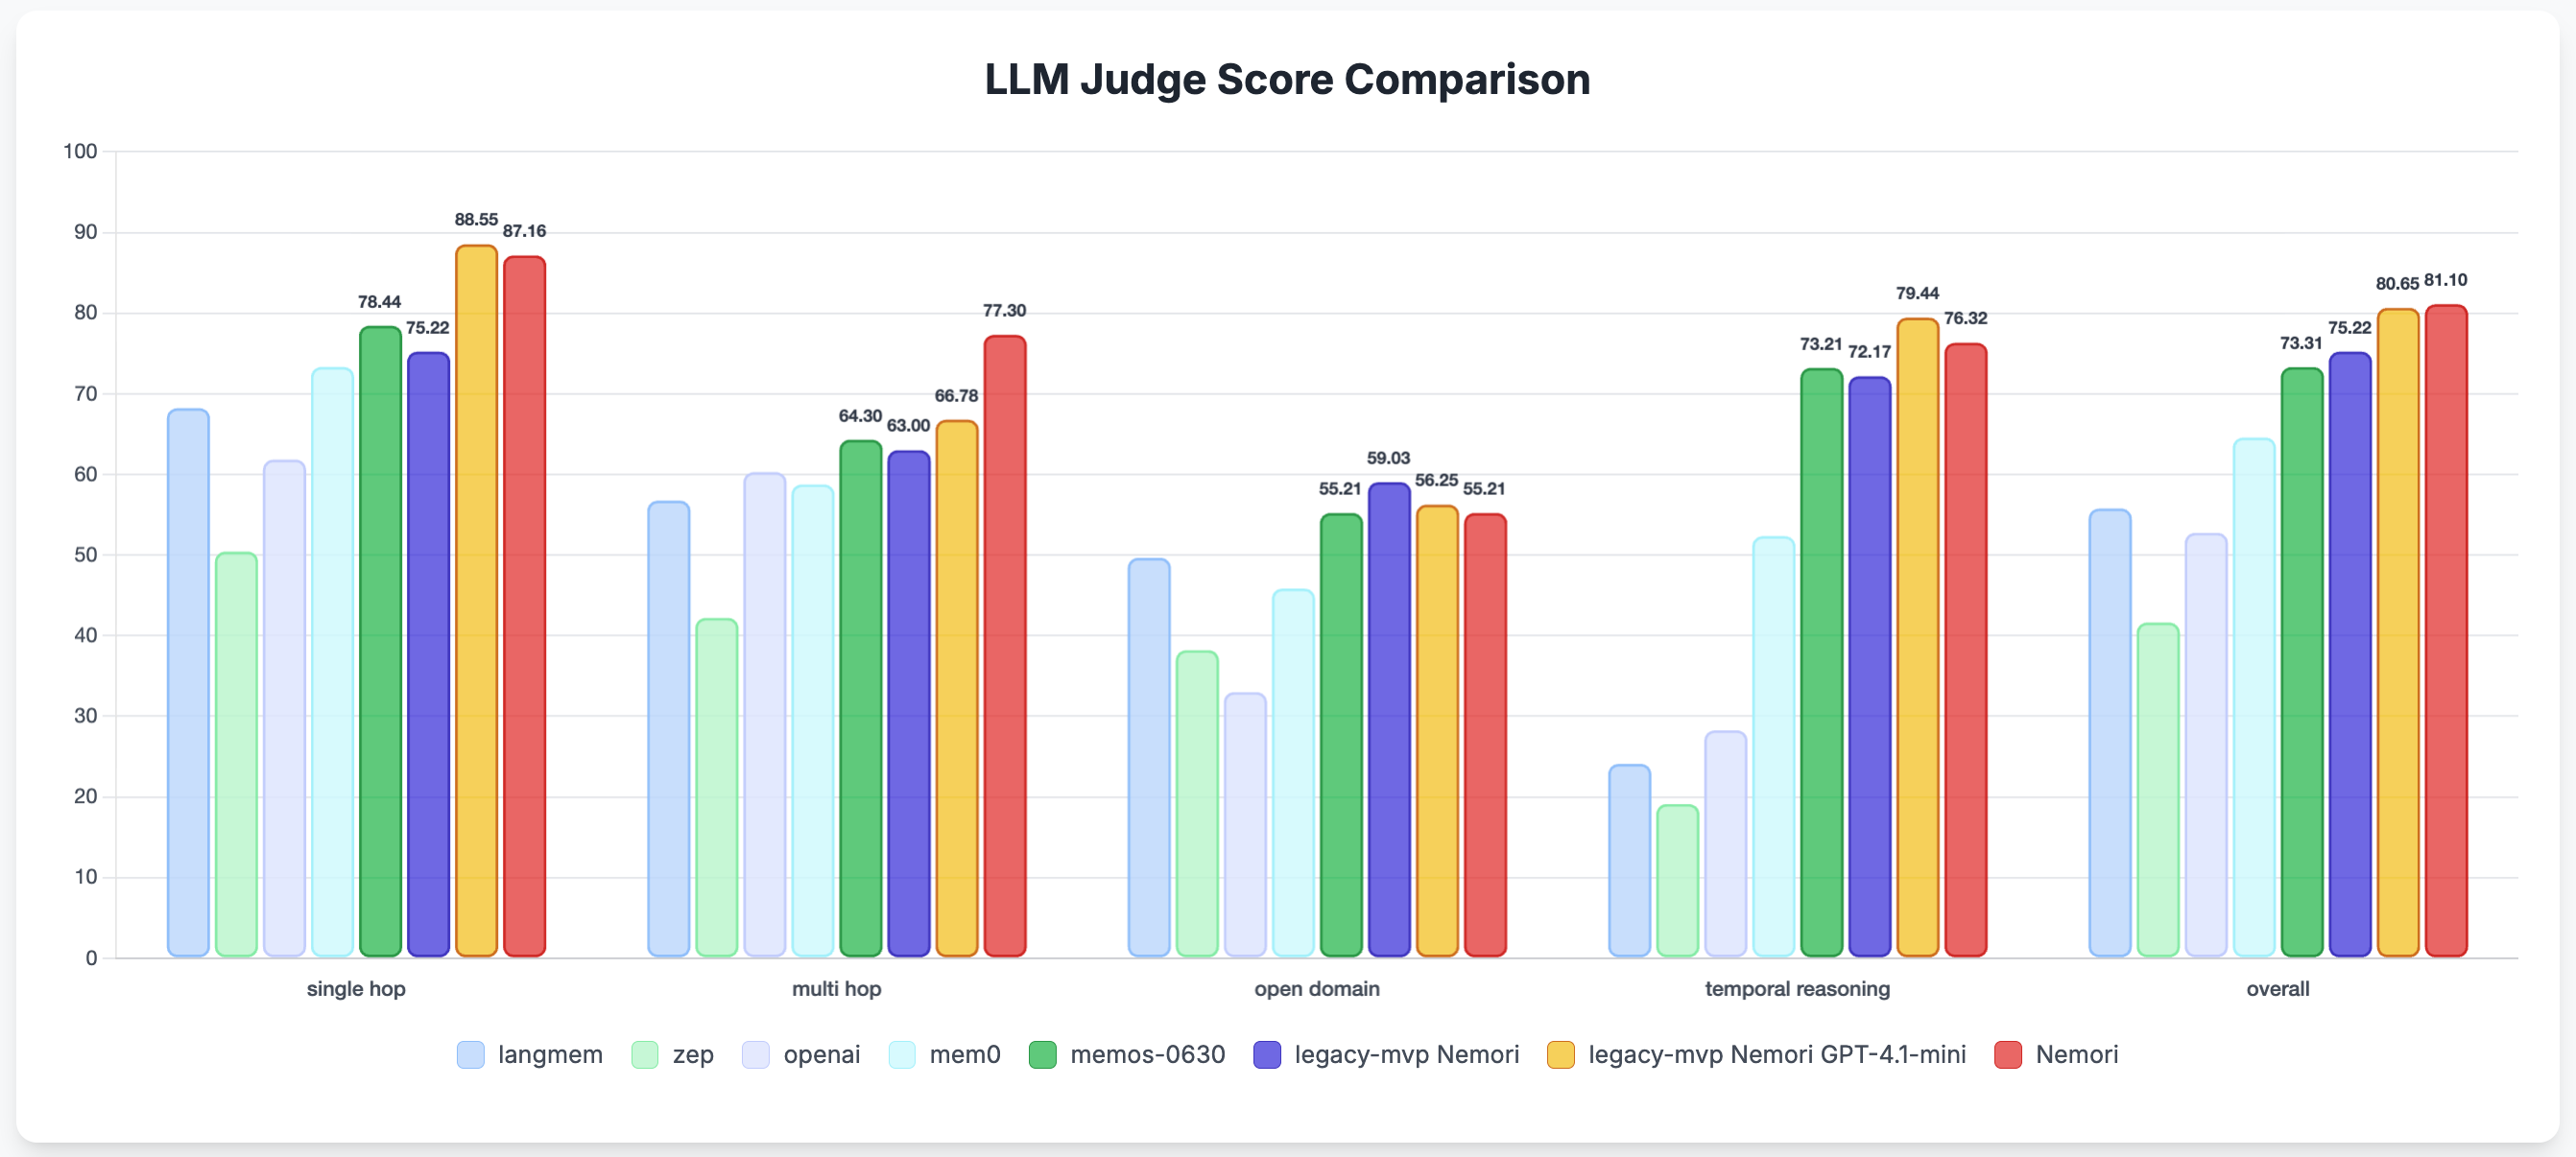 LLM Judge Score Comparison
100
90
80
70
60
50
40
30
20
10
0
78.44
75.22
88.55
87.16
64.30
63.00
66.78
77.30
55.21
59.03
56.25
55.21
73.21
72.17
79.44
76.32
73.31
75.22
80.65
81.10
single hop
multi hop
open domain
temporal reasoning
overall
langmem
zep
openai
mem0
memos-0630
legacy-mvp Nemori
legacy-mvp Nemori GPT-4.1-mini
Nemori